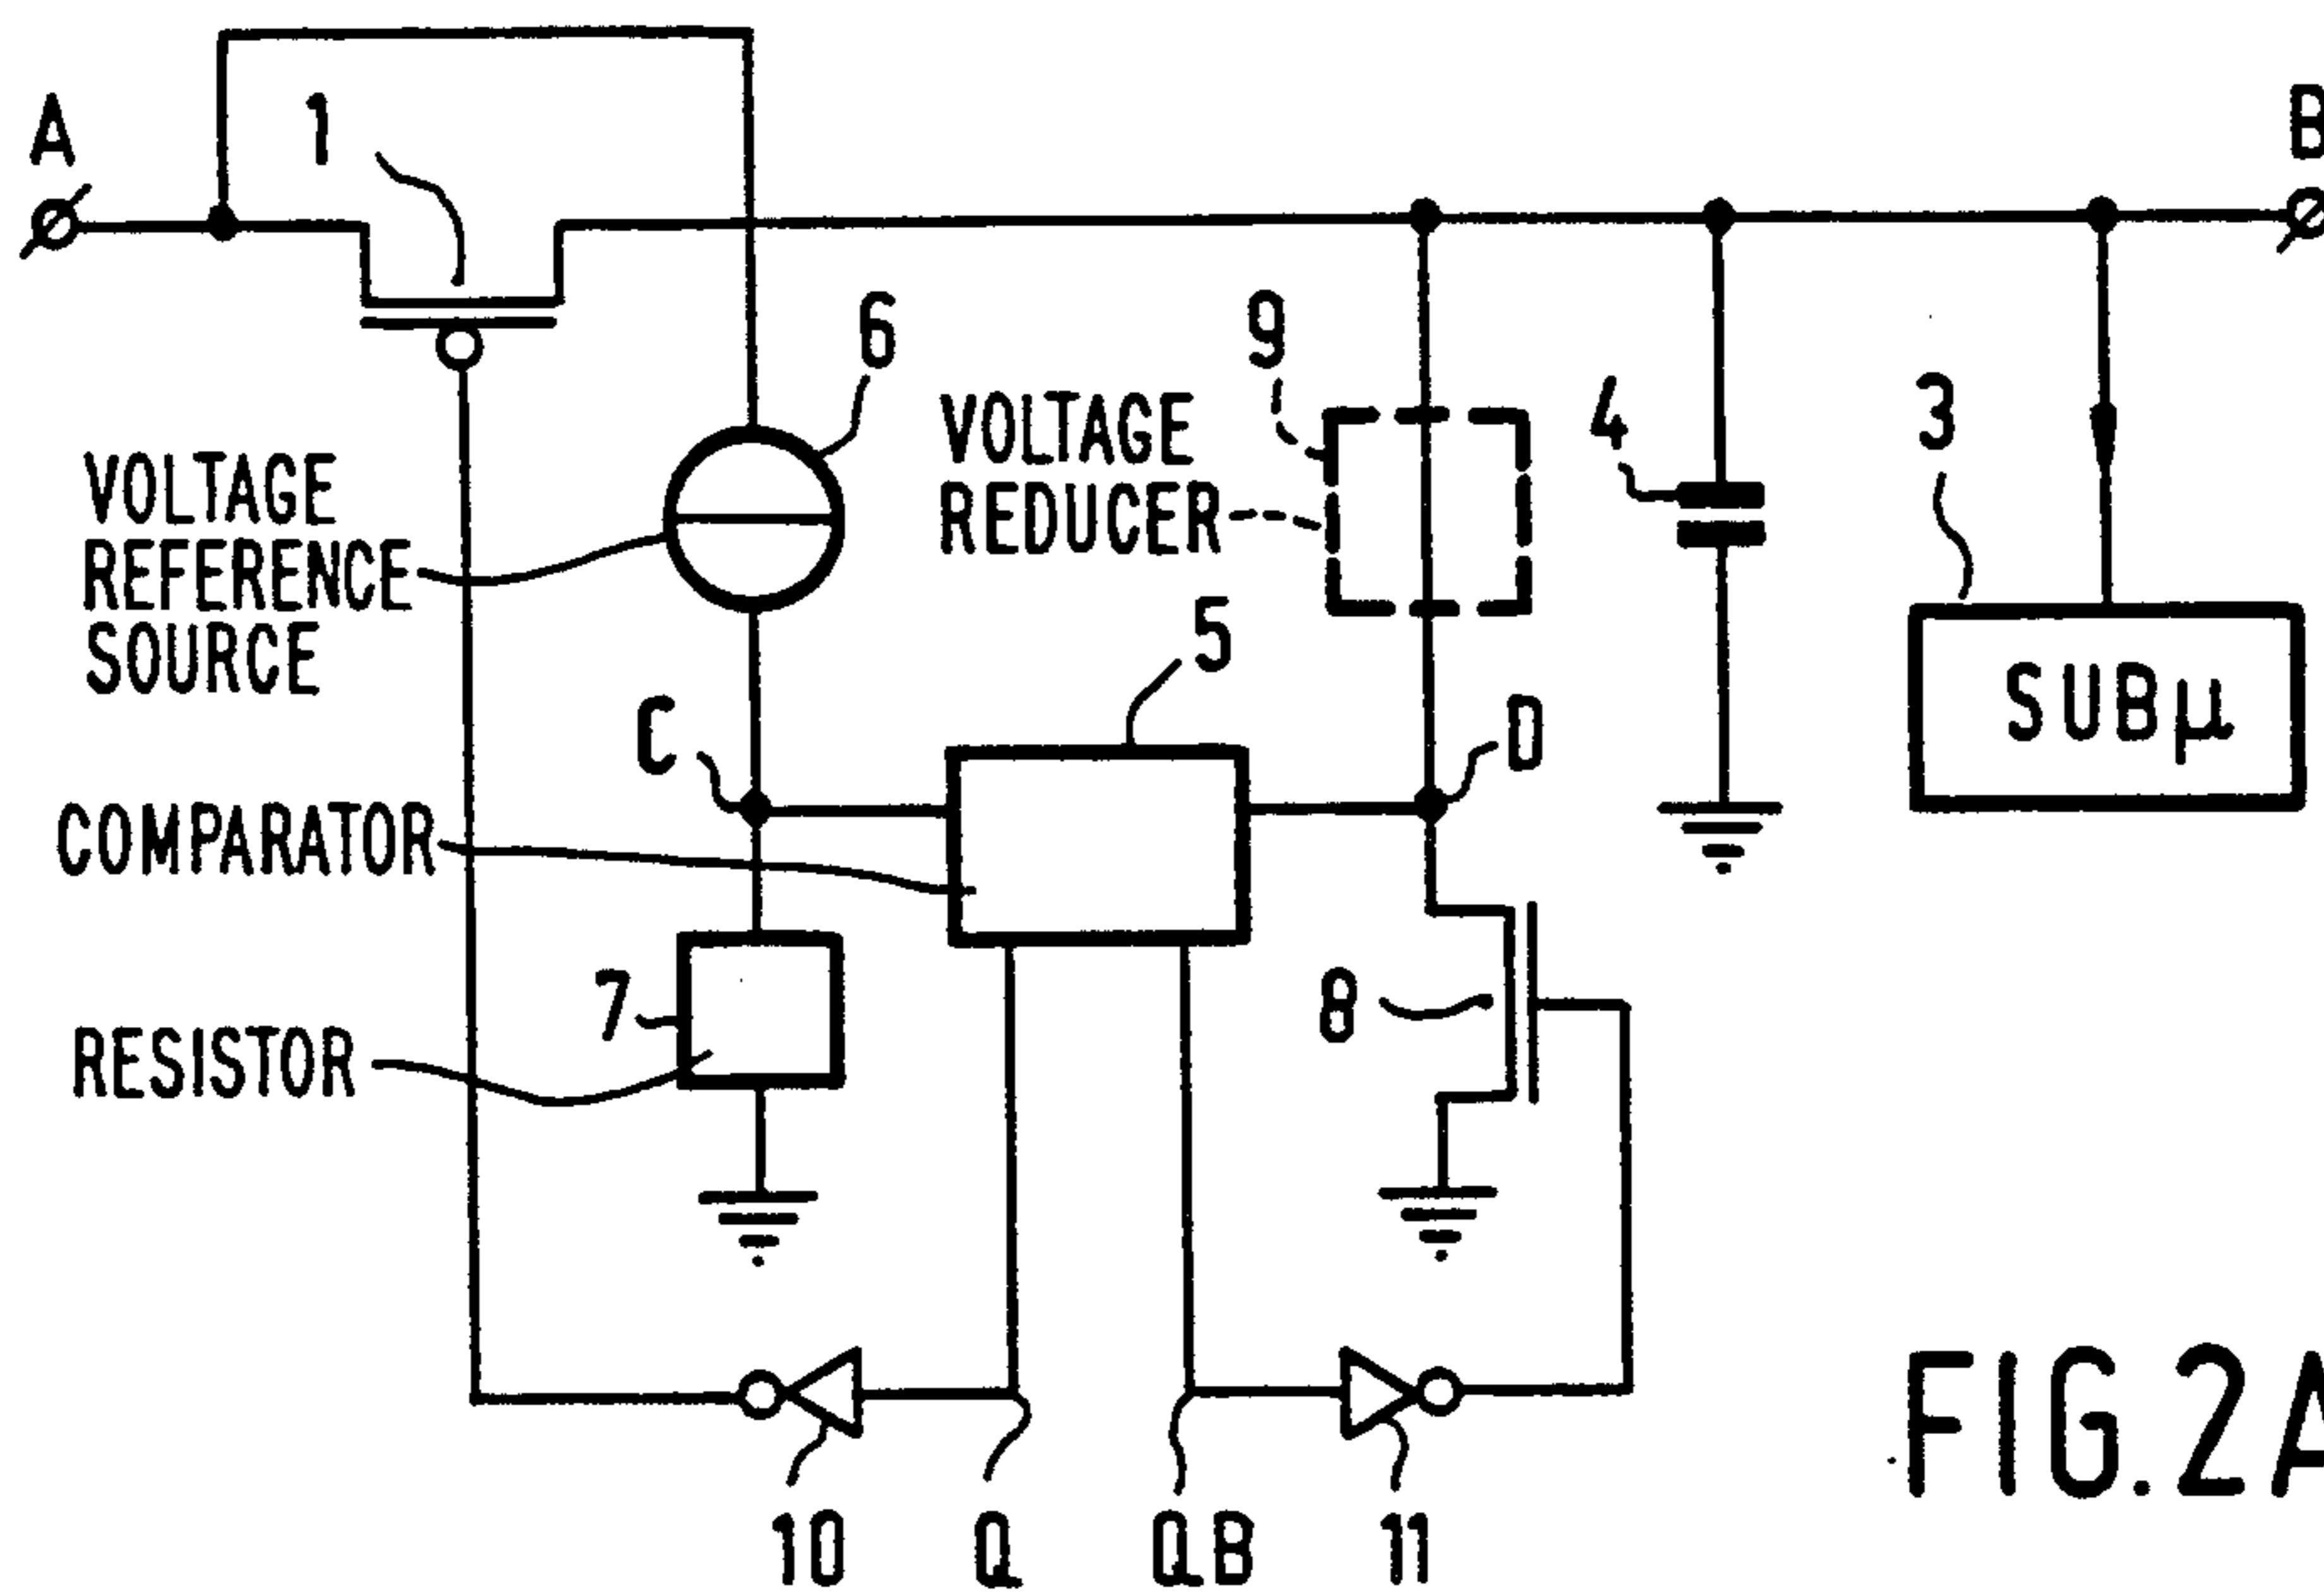 A
1
B
6
9
VOLTAGE
REDUCER
4
3
VOLTAGE
REFERENCE
SOURCE
5
SUBμ
C
D
COMPARATOR
7
8
RESISTOR
FIG.2A
10
Q
QB
11